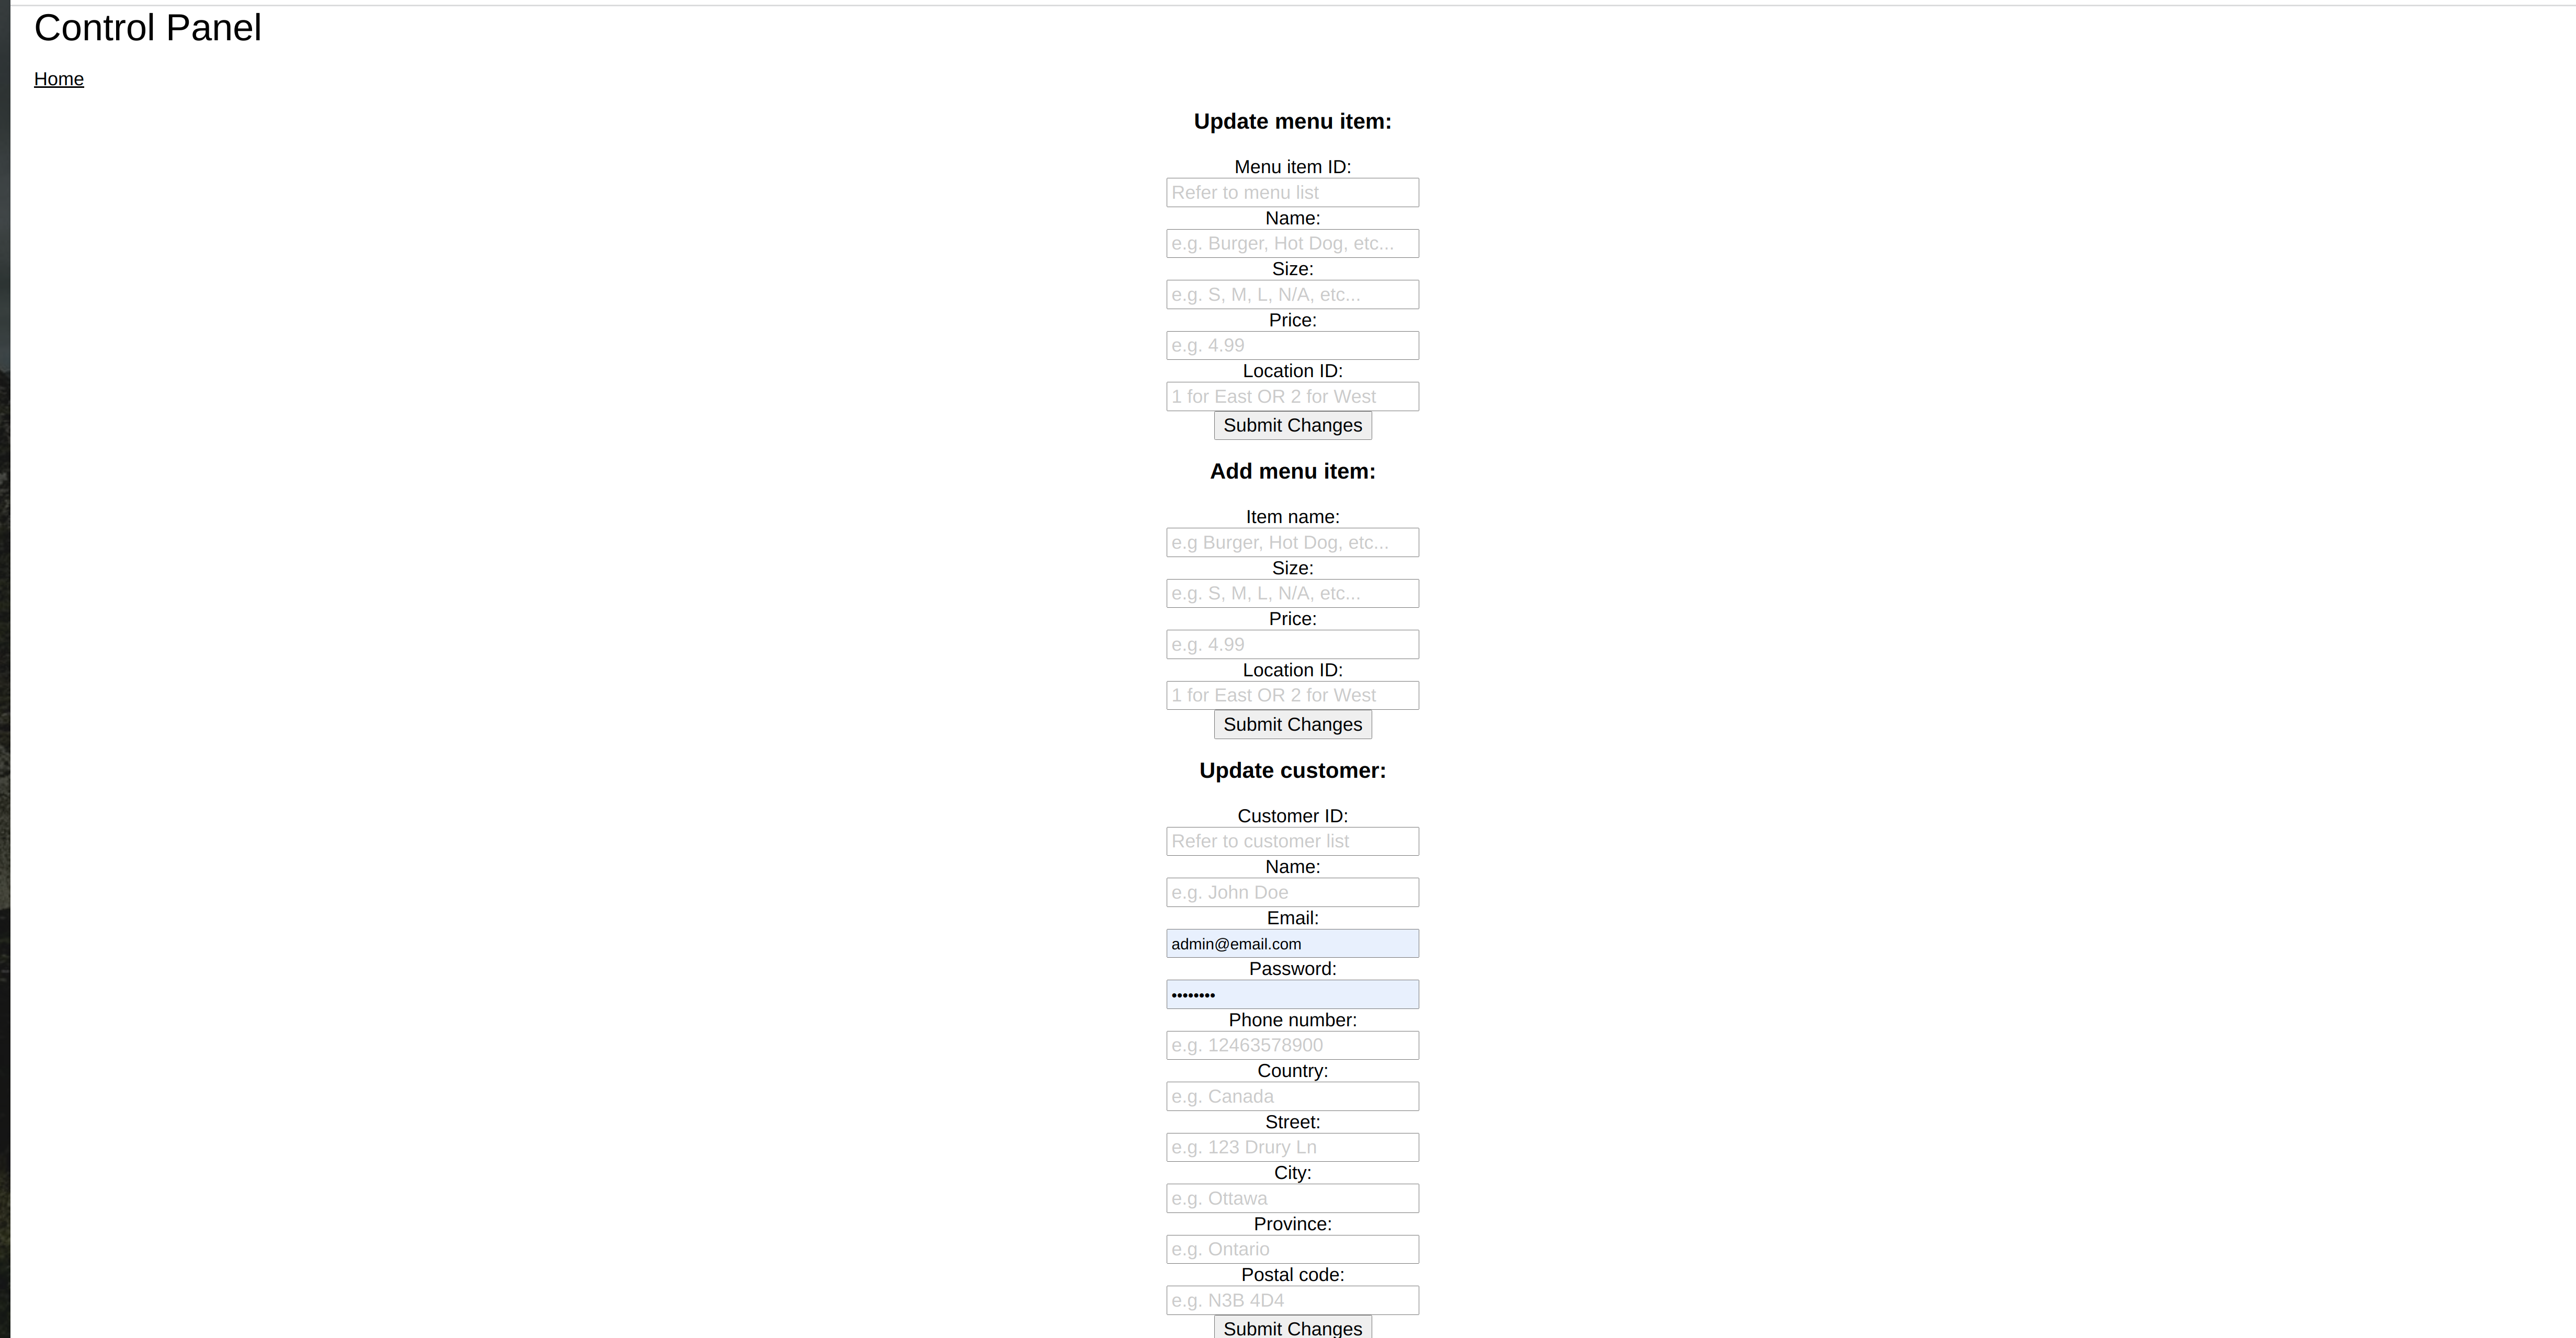 Control Panel
Home
Update menu item:
Menu item ID:
Refer to menu list
Name:
e.g. Burger, Hot Dog, etc...
Size:
e.g. S, M, L, N/A, etc...
Price:
e.g. 4.99
Location ID:
1 for East OR 2 for West
Submit Changes
Add menu item:
Item name:
e.g Burger, Hot Dog, etc...
Size:
e.g. S, M, L, N/A, etc...
Price:
e.g. 4.99
Location ID:
1 for East OR 2 for West
Submit Changes
Update customer:
Customer ID:
Refer to customer list
Name:
e.g. John Doe
Email:
admin@email.com
Password:
••••••••
Phone number:
e.g. 12463578900
Country:
e.g. Canada
Street:
e.g. 123 Drury Ln
City:
e.g. Ottawa
Province:
e.g. Ontario
Postal code:
e.g. N3B 4D4
Submit Changes